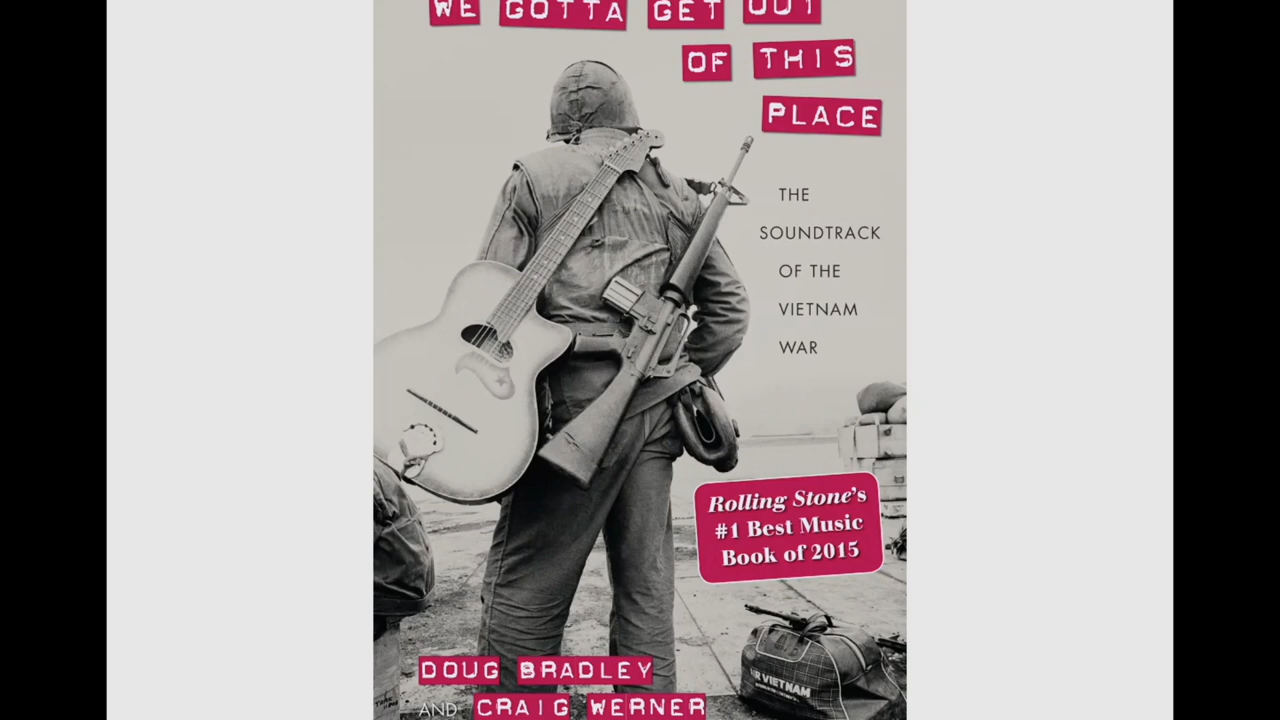 WE GOTTA GET OUT
OF THIS
PLACE
THE
SOUNDTRACK
OF THE
VIETNAM
WAR
Rolling Stone's
#1 Best Music
Book of 2015
AIR VIETNAM
DOUG BRADLEY
AND CRAIG WERNER